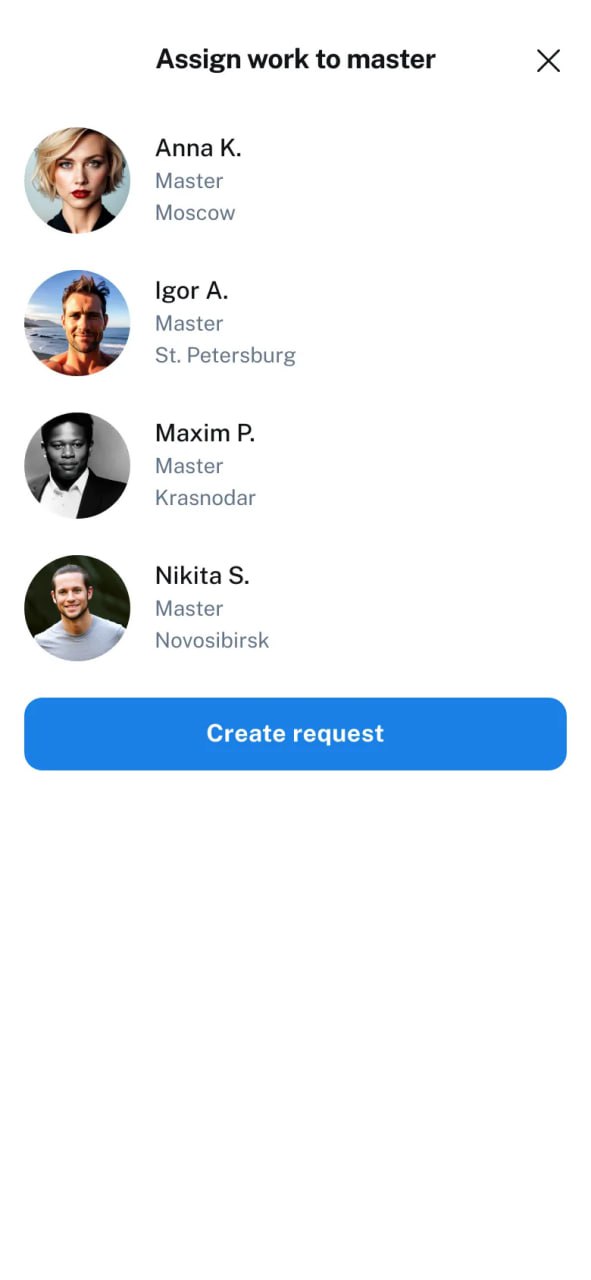 Assign work to master
Anna K.
Master
Moscow
Igor A.
Master
St. Petersburg
Maxim P.
Master
Krasnodar
Nikita S.
Master
Novosibirsk
Create request